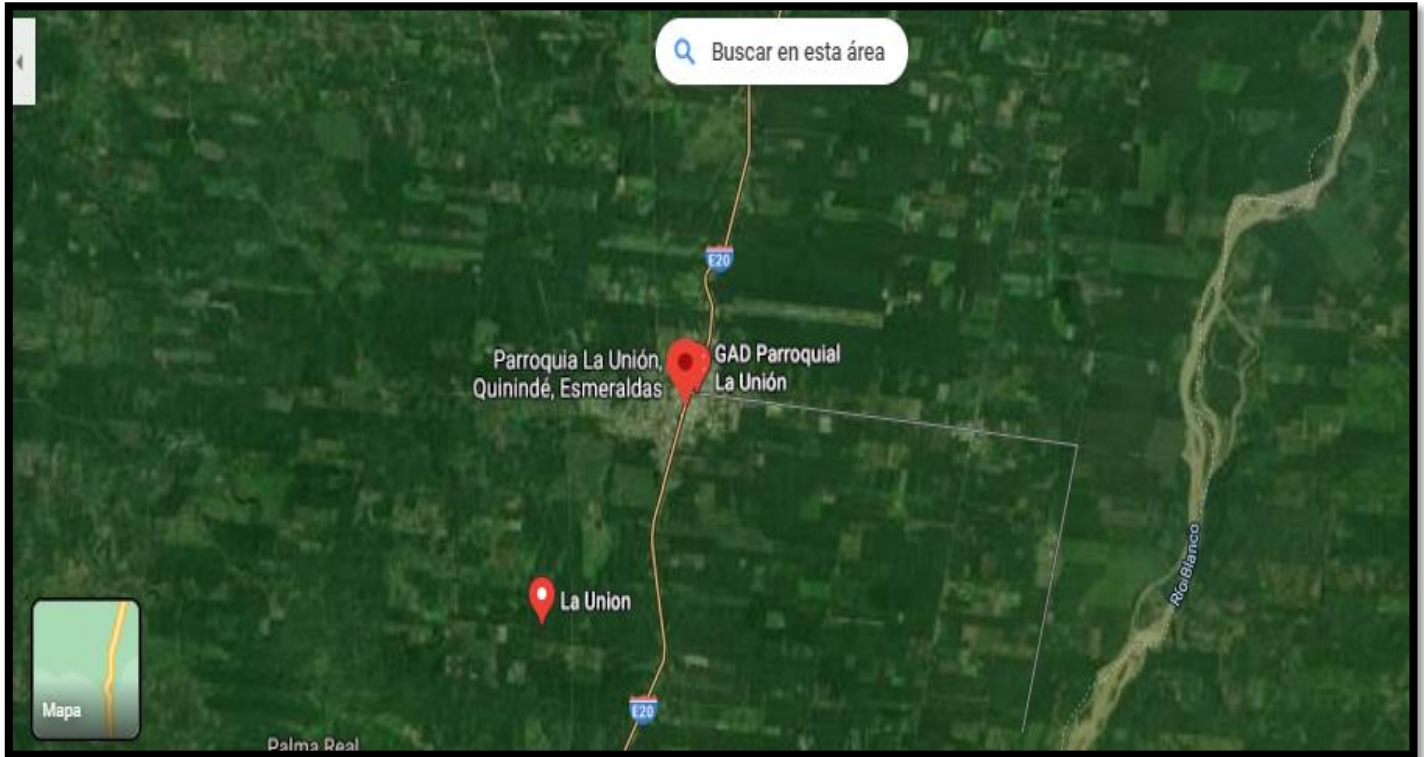 Buscar en esta área
E20
Parroquia La Unión,
Quinindé, Esmeraldas
GAD Parroquial
La Unión
Río Blanco
La Union
E20
Mapa
Palma Real